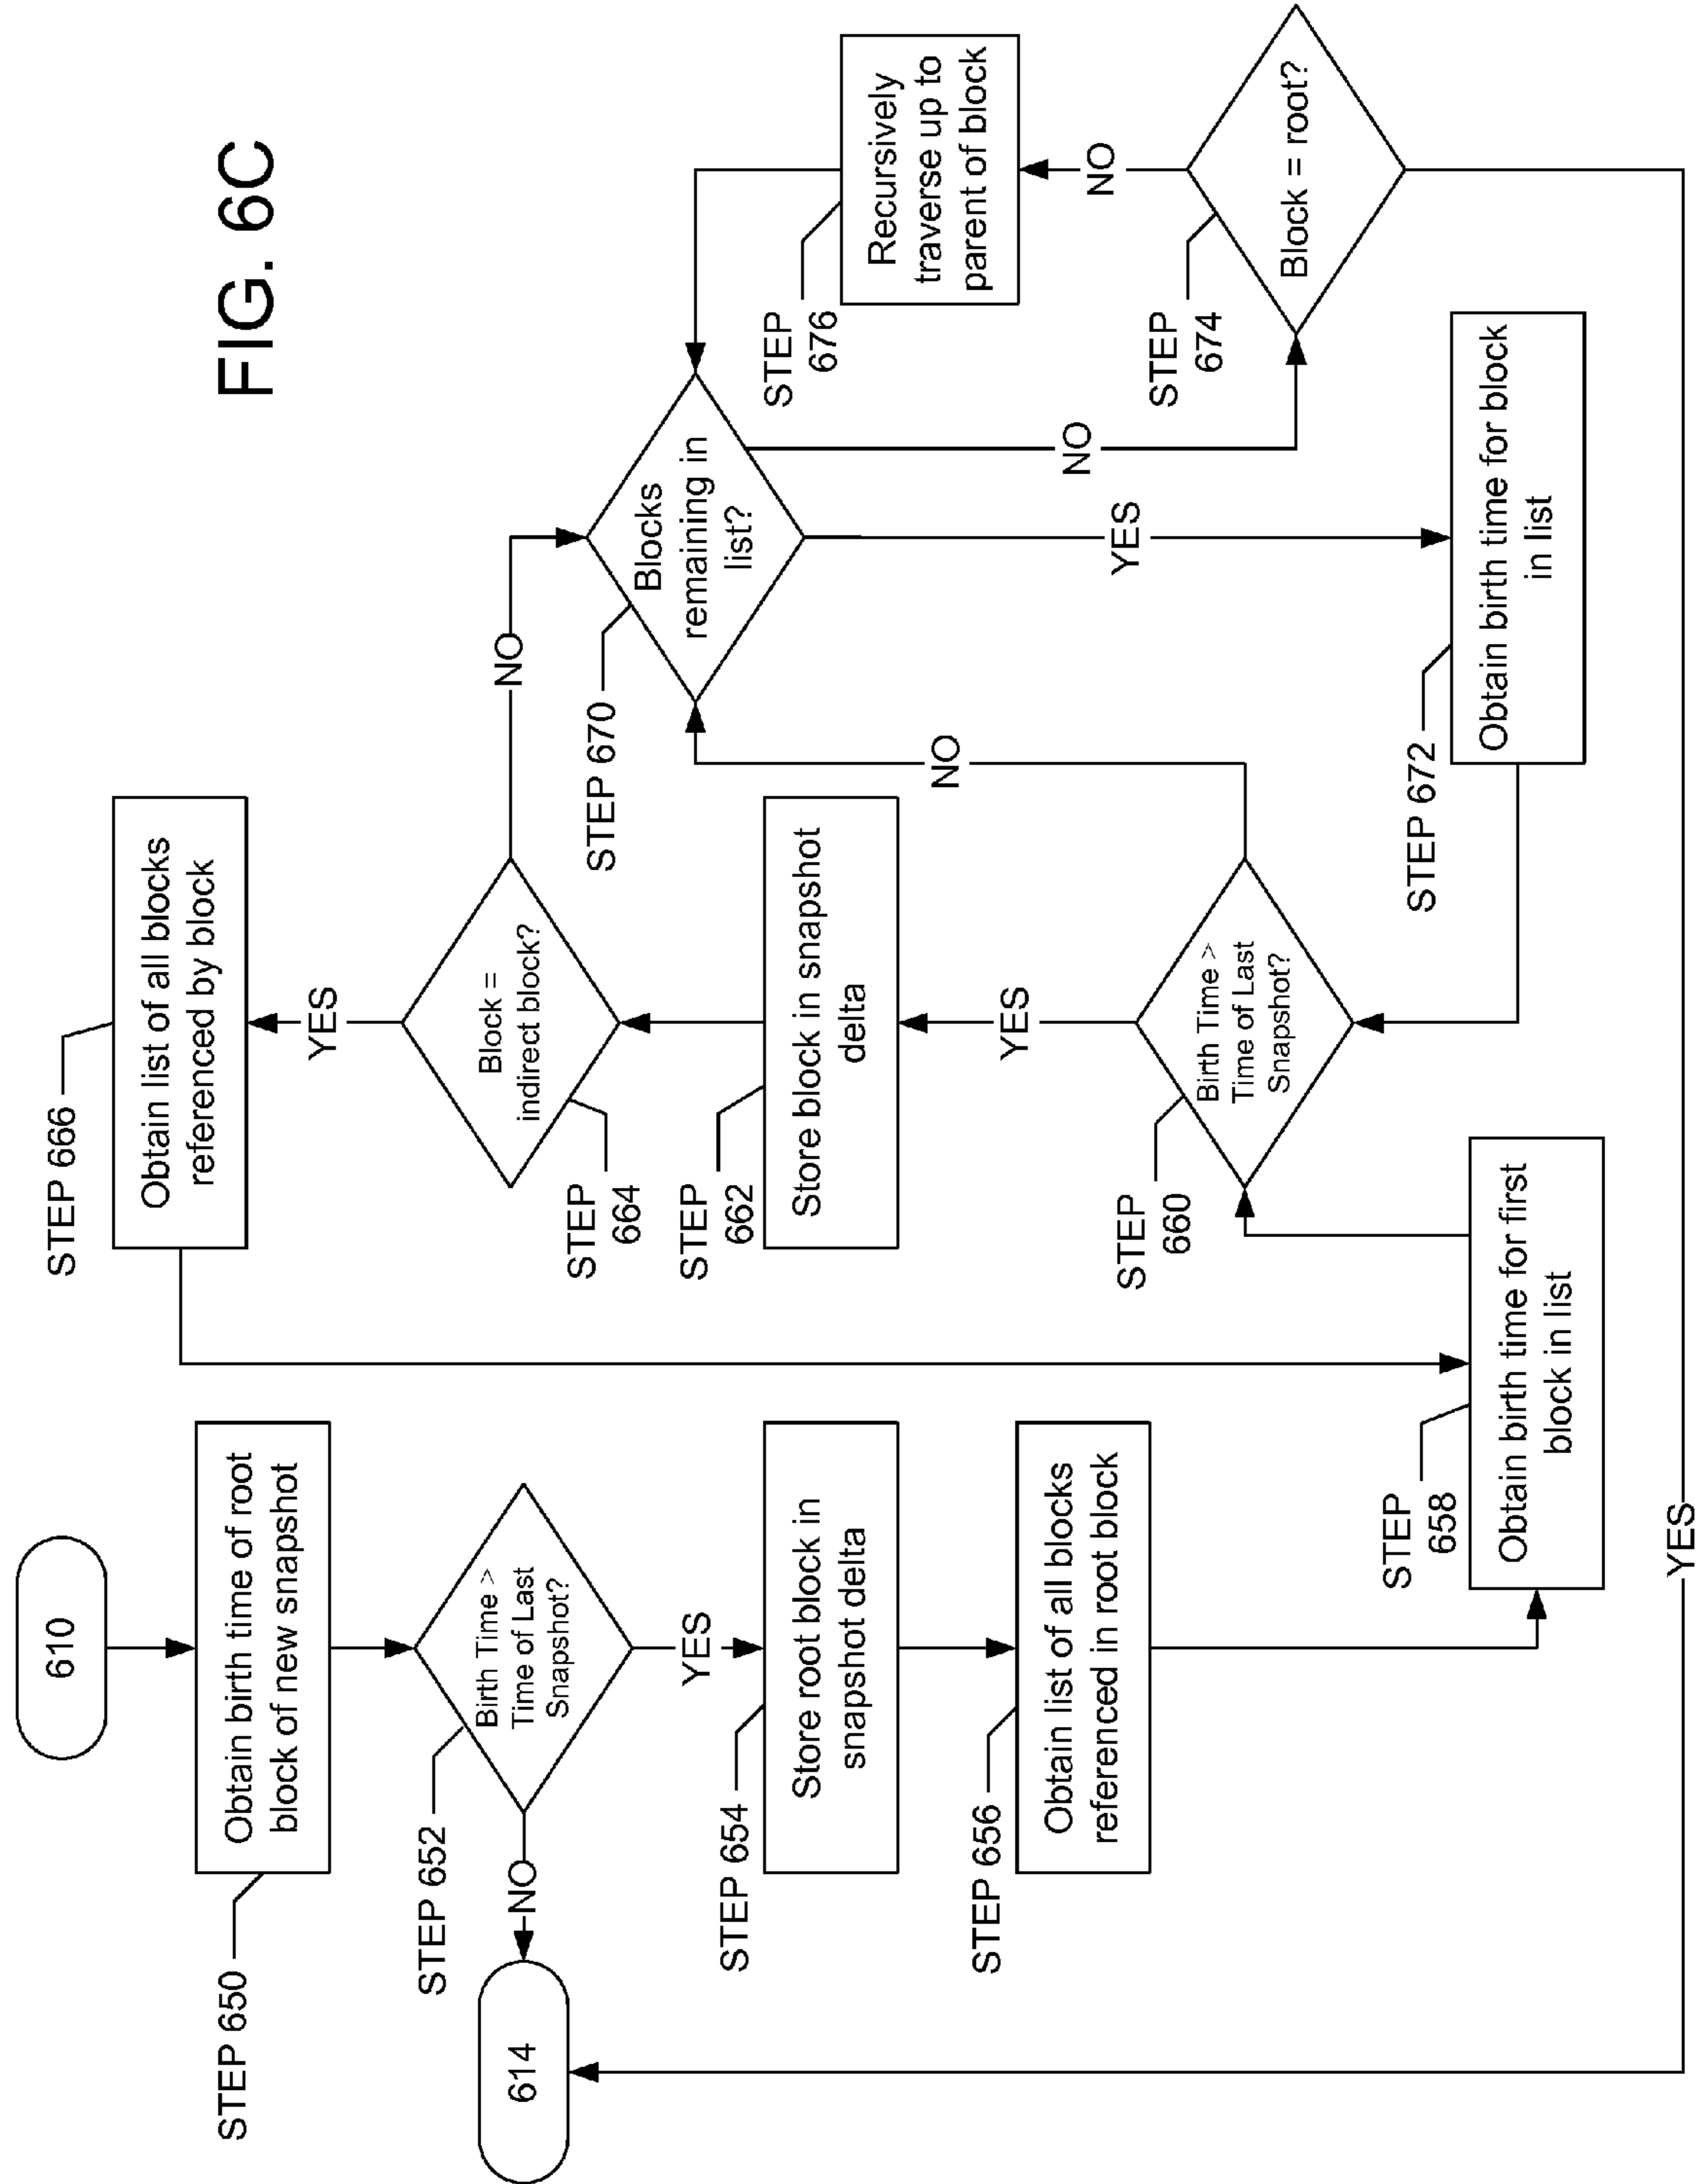 FIG. 6C
610
STEP 650
Obtain birth time of root
block of new snapshot
STEP 652
Birth Time >
Time of Last
Snapshot?
NO
614
YES
STEP 654
Store root block in
snapshot delta
STEP 656
Obtain list of all blocks
referenced in root block
STEP
658
Obtain birth time for first
block in list
STEP
660
Birth Time >
Time of Last
Snapshot?
YES
NO
STEP
662
Store block in snapshot
delta
STEP
664
Block =
indirect block?
YES
NO
STEP 666
Obtain list of all blocks
referenced by block
STEP 670
Blocks
remaining in
list?
YES
NO
STEP 672
Obtain birth time for block
in list
STEP
674
Block = root?
NO
YES
STEP
676
Recursively
traverse up to
parent of block